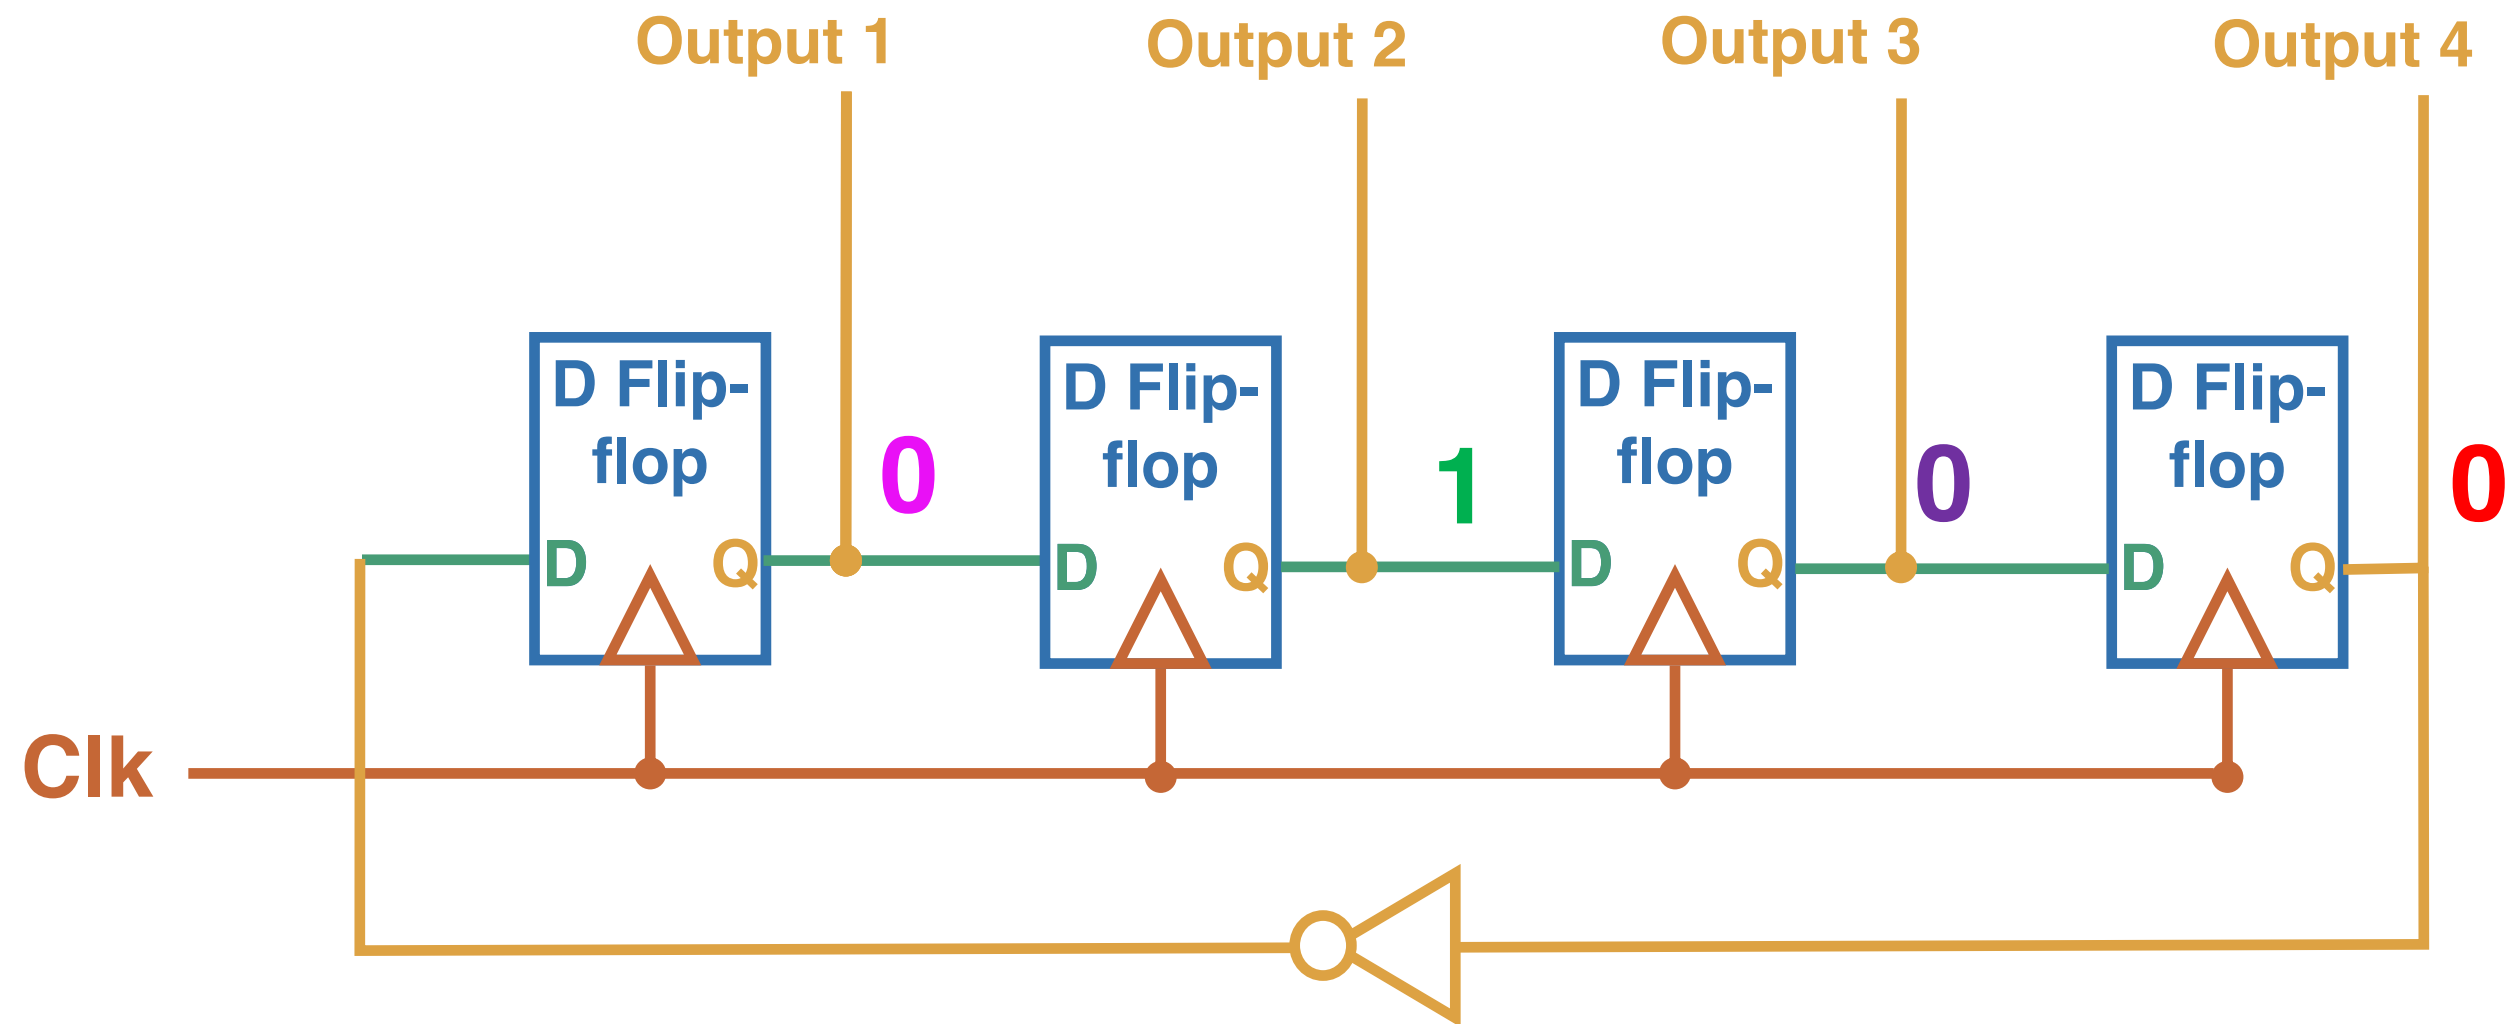 Output 1
Output 2
Output 3
Output 4
D Flip-
flop
D Flip-
flop
D Flip-
flop
D Flip-
flop
0
1
0
0
D
Q
D
Q
D
Q
D
Q
Clk